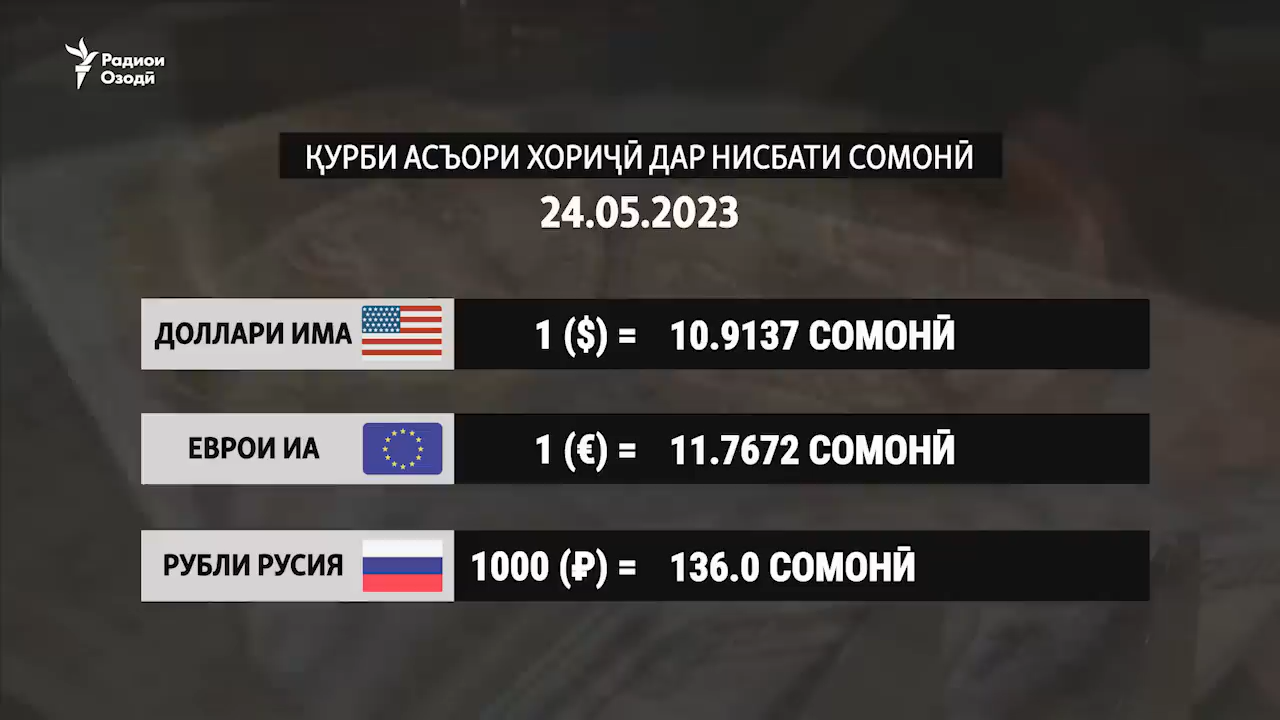 Радиои
Озодӣ
ҚУРБИ АСЪОРИ ХОРИҶӢ ДАР НИСБАТИ СОМОНӢ
24.05.2023
ДОЛЛАРИ ИМА 1 ($) = 10.9137 СОМОНӢ
ЕВРОИ ИА 1 (€) = 11.7672 СОМОНӢ
РУБЛИ РУСИЯ 1000 (₽) = 136.0 СОМОНӢ